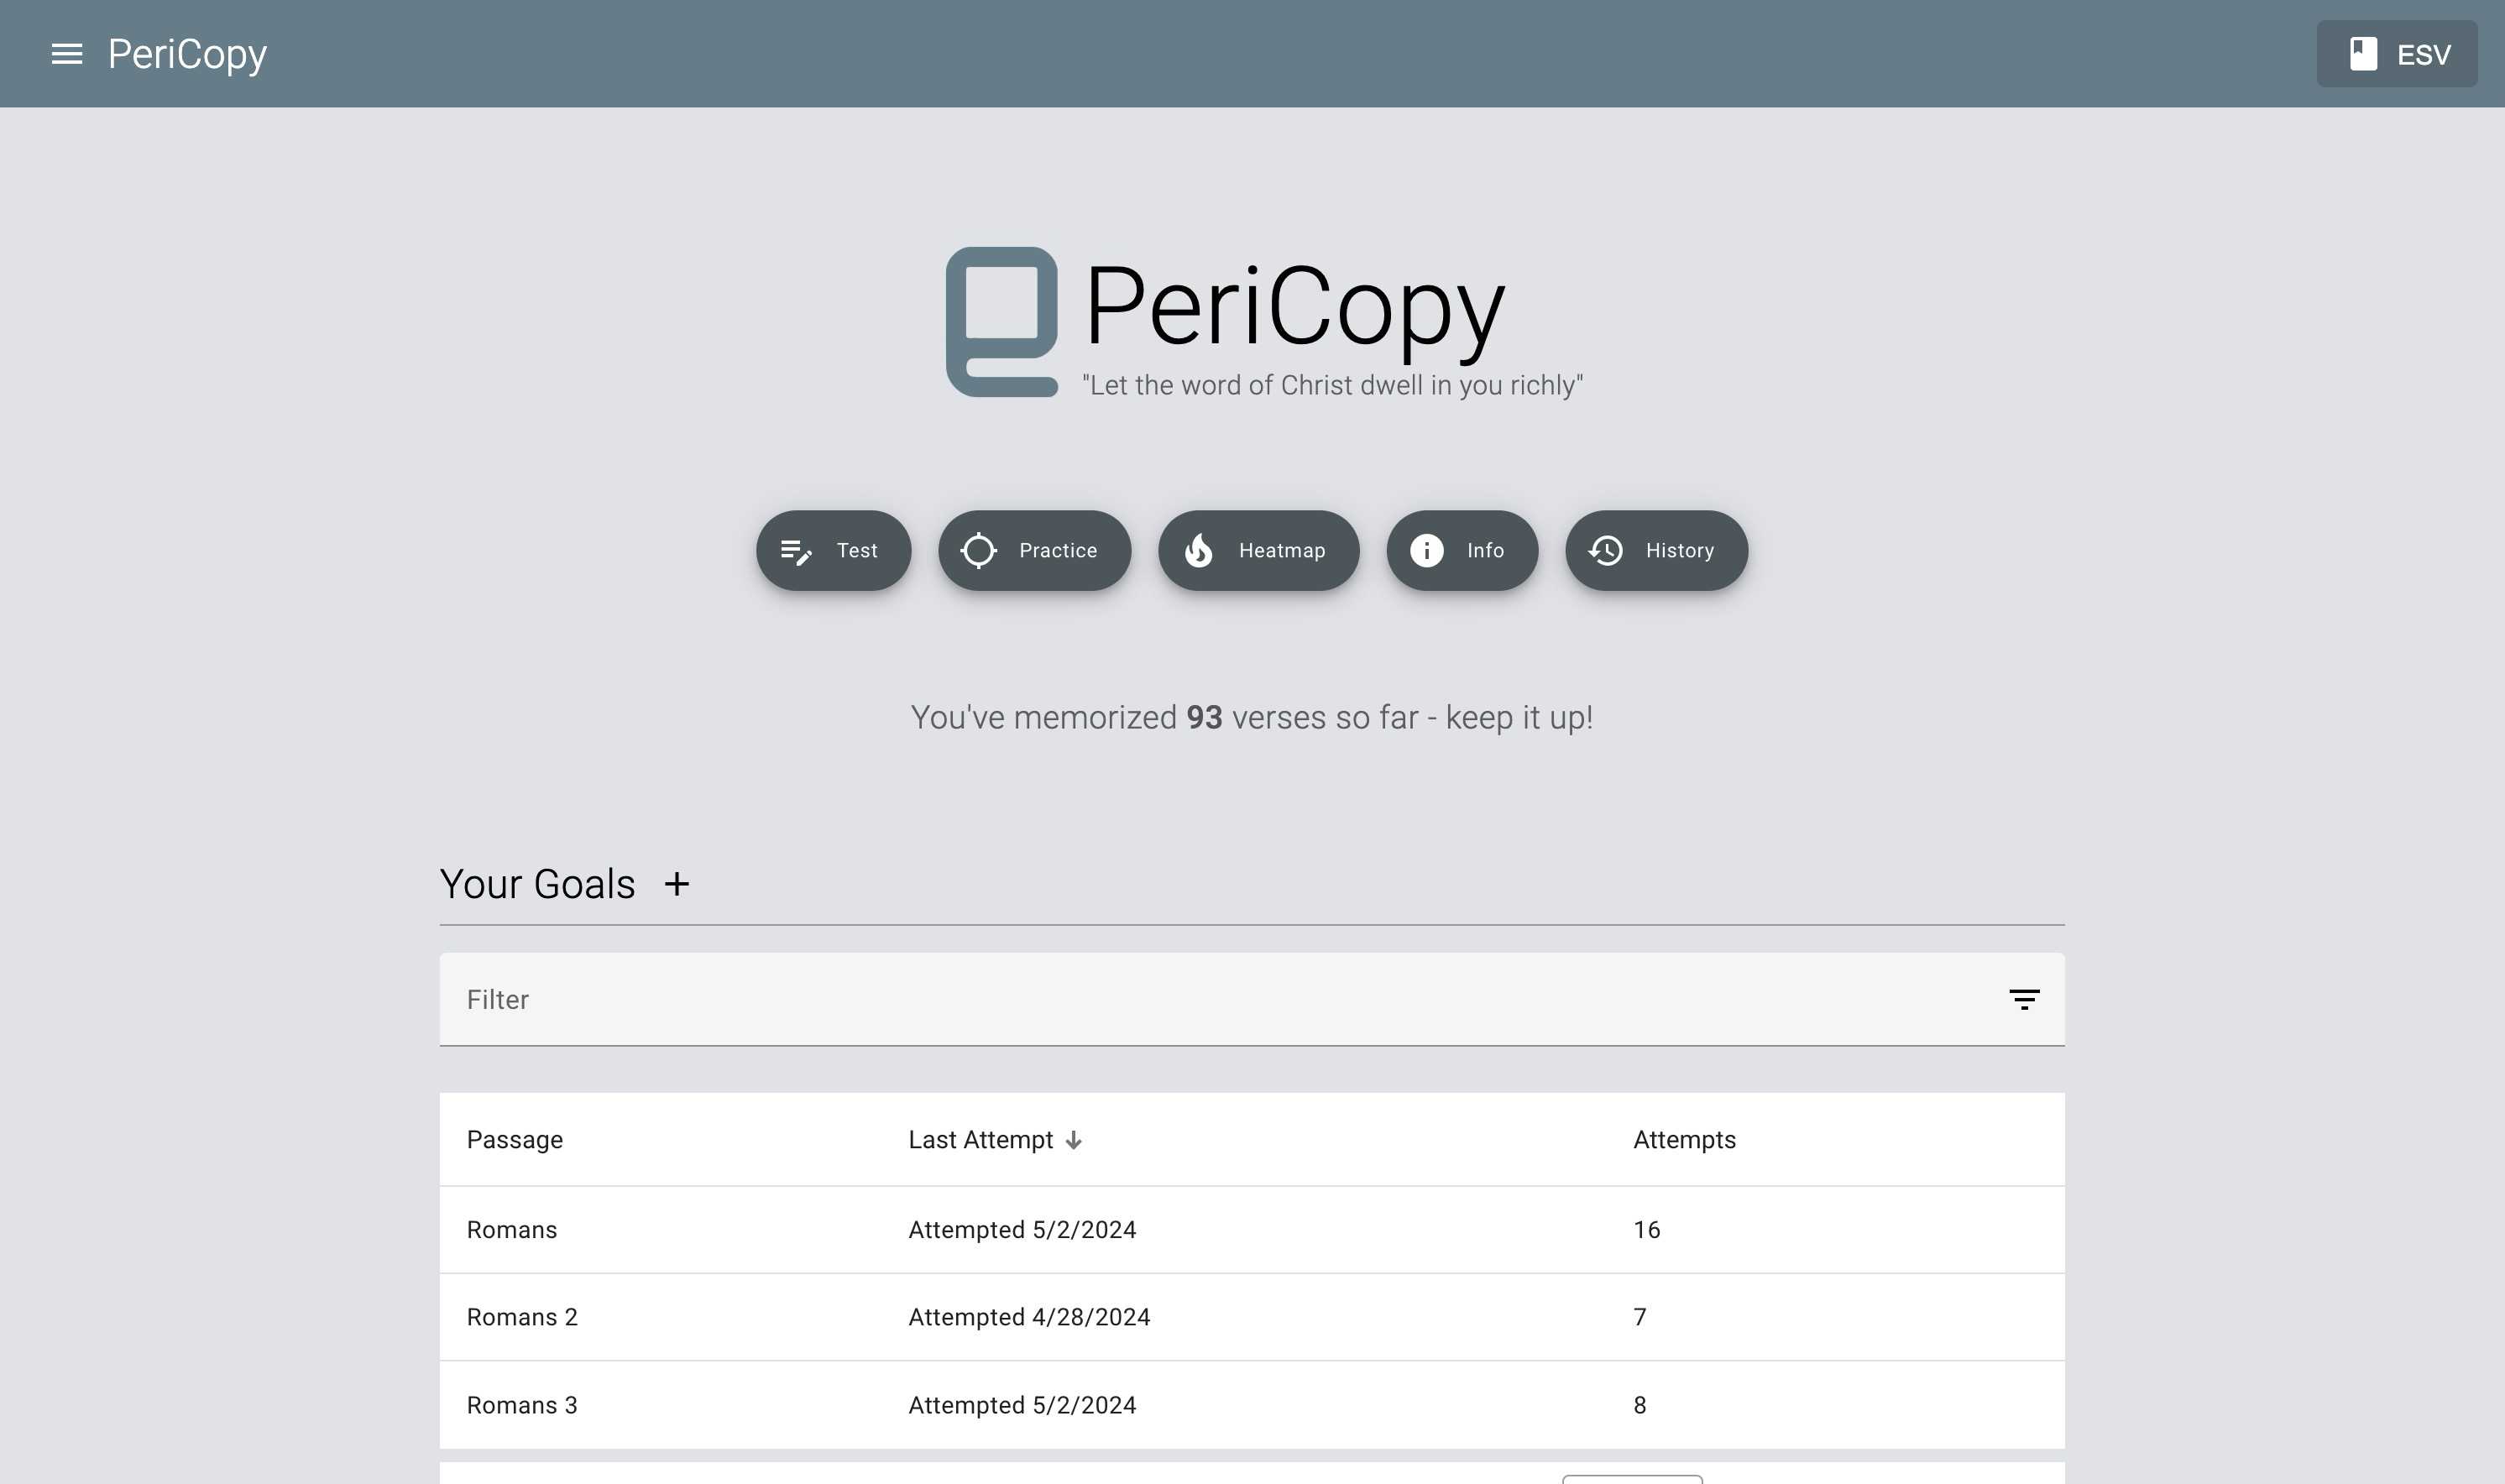 PeriCopy
ESV
PeriCopy
"Let the word of Christ dwell in you richly"
Test Practice Heatmap Info History
You've memorized 93 verses so far - keep it up!
Your Goals +
Filter
Passage Last Attempt Attempts
Romans Attempted 5/2/2024 16
Romans 2 Attempted 4/28/2024 7
Romans 3 Attempted 5/2/2024 8